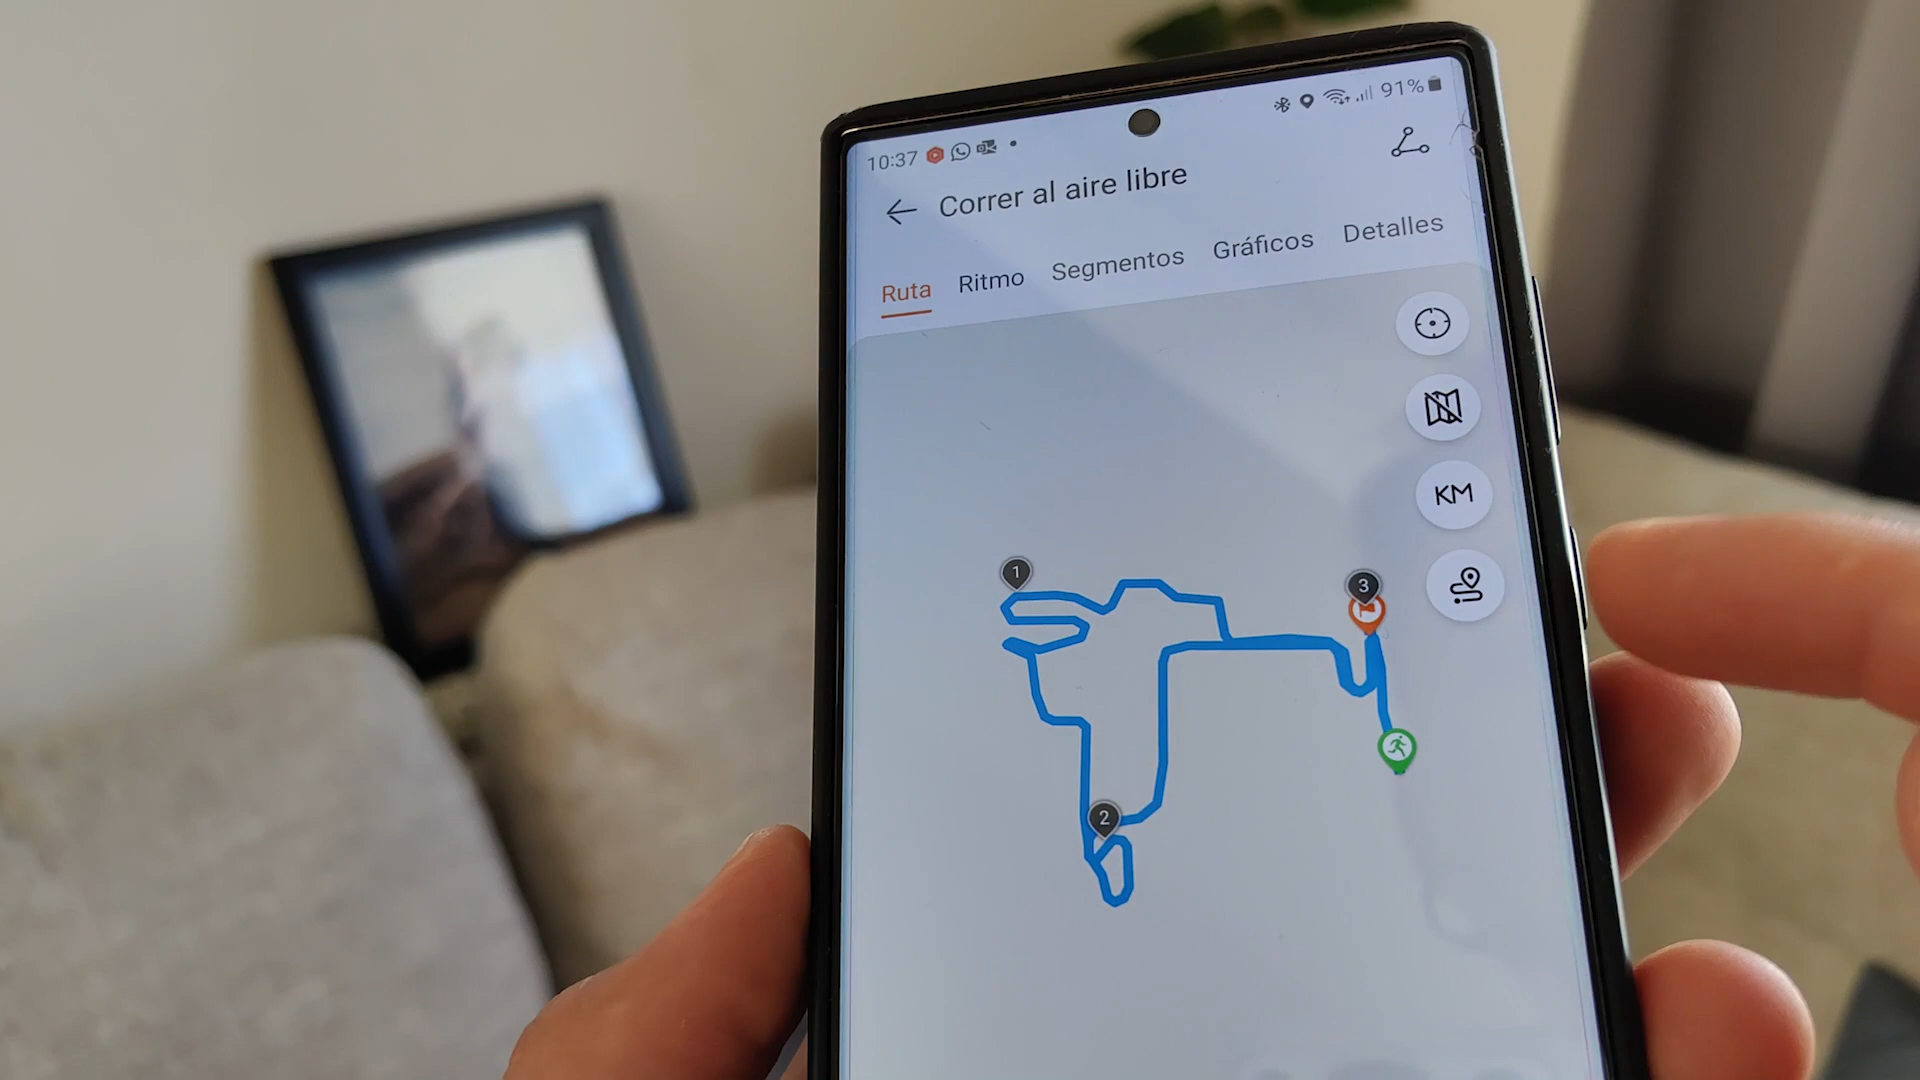 10:37 91%
Correr al aire libre
Ruta Ritmo Segmentos Gráficos Detalles
KM
1
3
2